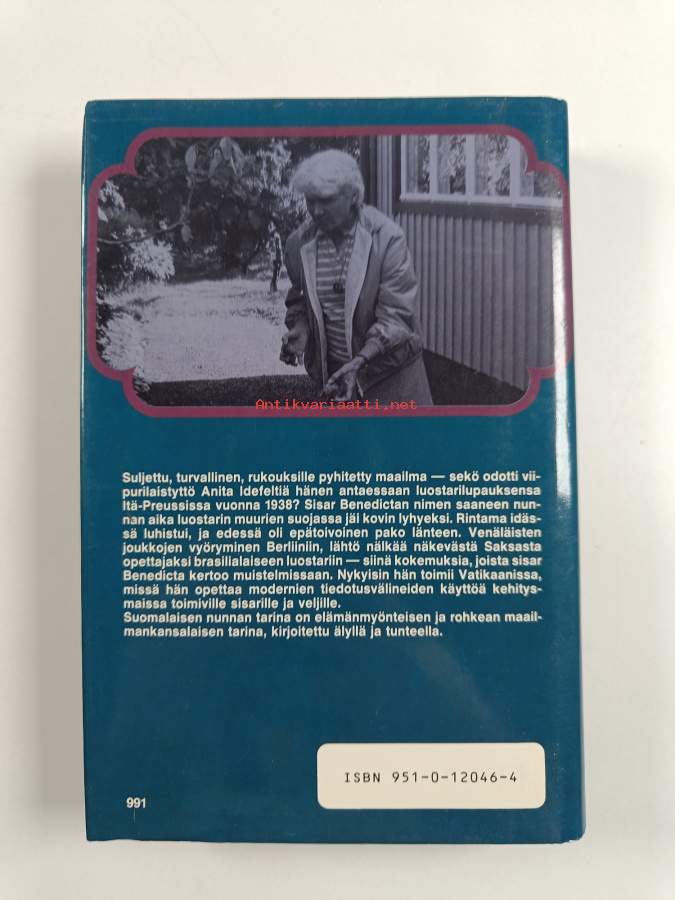 Antikvariaatti.net
Suljettu, turvallinen, rukouksille pyhitetty maailma — sekö odotti vii-
purilaistyttö Anita Idefeltiä hänen antaessaan luostarilupauksensa
Itä-Preussissa vuonna 1938? Sisar Benedictan nimen saaneen nun-
nan aika luostarin muurien suojassa jäi kovin lyhyeksi. Rintama idäs-
sä luhistui, ja edessä oli epätoivoinen pako länteen. Venäläisten
joukkojen vyöryminen Berliiniin, lähtö nälkää näkevästä Saksasta
opettajaksi brasilialaiseen luostariin — siinä kokemuksia, joista sisar
Benedicta kertoo muistelmissaan. Nykyisin hän toimii Vatikaanissa,
missä hän opettaa modernien tiedotusvälineiden käyttöä kehitys-
maissa toimiville sisarille ja veljille.
Suomalaisen nunnan tarina on elämänmyönteisen ja rohkean maail-
mankansalaisen tarina, kirjoitettu älyllä ja tunteella.
ISBN 951-0-12046-4
991